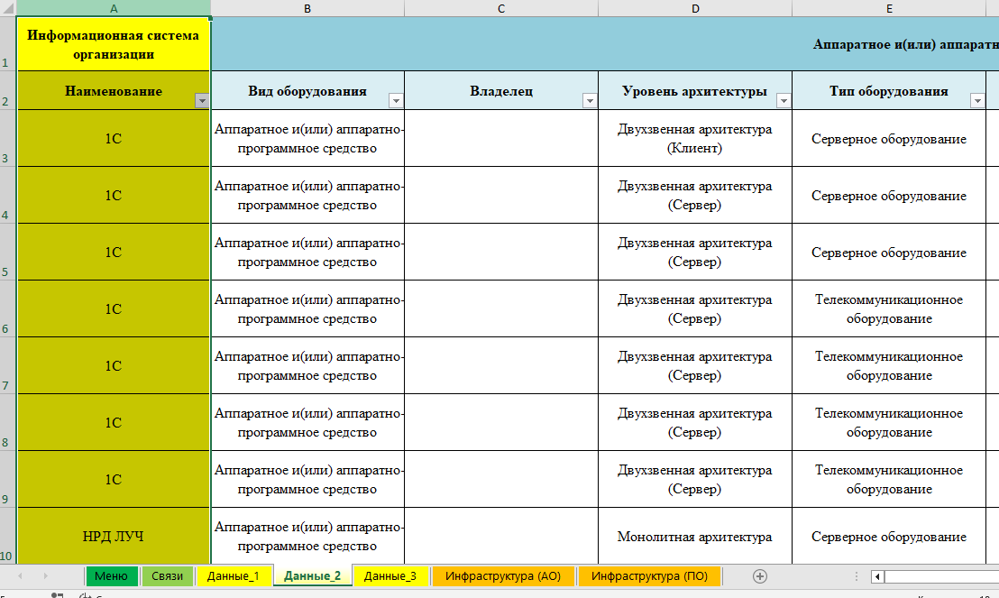 A B C D E
1 Информационная система
организации
Аппаратное и(или) аппаратн
2 Наименование Вид оборудования Владелец Уровень архитектуры Тип оборудования
3 1С Аппаратное и(или) аппаратно-
программное средство
Двухзвенная архитектура
(Клиент)
Серверное оборудование
4 1С Аппаратное и(или) аппаратно-
программное средство
Двухзвенная архитектура
(Сервер)
Серверное оборудование
5 1С Аппаратное и(или) аппаратно-
программное средство
Двухзвенная архитектура
(Сервер)
Серверное оборудование
6 1С Аппаратное и(или) аппаратно-
программное средство
Двухзвенная архитектура
(Сервер)
Телекоммуникационное
оборудование
7 1С Аппаратное и(или) аппаратно-
программное средство
Двухзвенная архитектура
(Сервер)
Телекоммуникационное
оборудование
8 1С Аппаратное и(или) аппаратно-
программное средство
Двухзвенная архитектура
(Сервер)
Телекоммуникационное
оборудование
9 1С Аппаратное и(или) аппаратно-
программное средство
Двухзвенная архитектура
(Сервер)
Телекоммуникационное
оборудование
10 НРД ЛУЧ Аппаратное и(или) аппаратно-
программное средство
Монолитная архитектура
Серверное оборудование
Меню Связи Данные_1 Данные_2 Данные_3 Инфраструктура (АО) Инфраструктура (ПО)